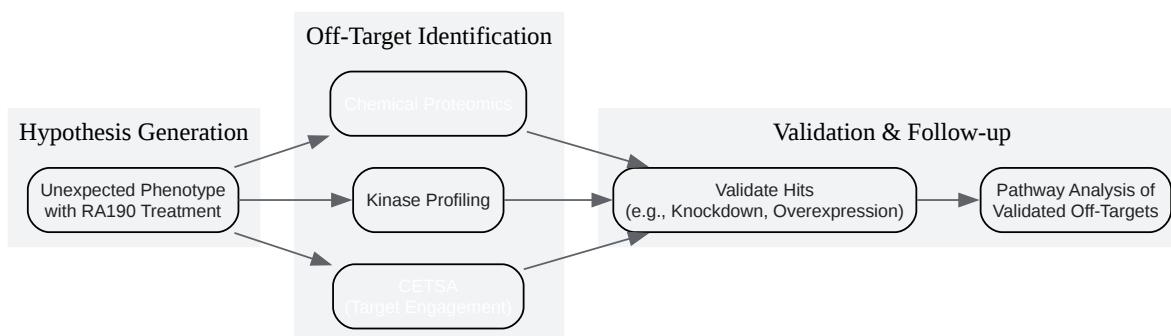 Hypothesis Generation
Unexpected Phenotype
with RA190 Treatment
Off-Target Identification
Chemical Proteomics
Kinase Profiling
CETSA
(Target Engagement)
Validation & Follow-up
Validate Hits
(e.g., Knockdown, Overexpression)
Pathway Analysis of
Validated Off-Targets